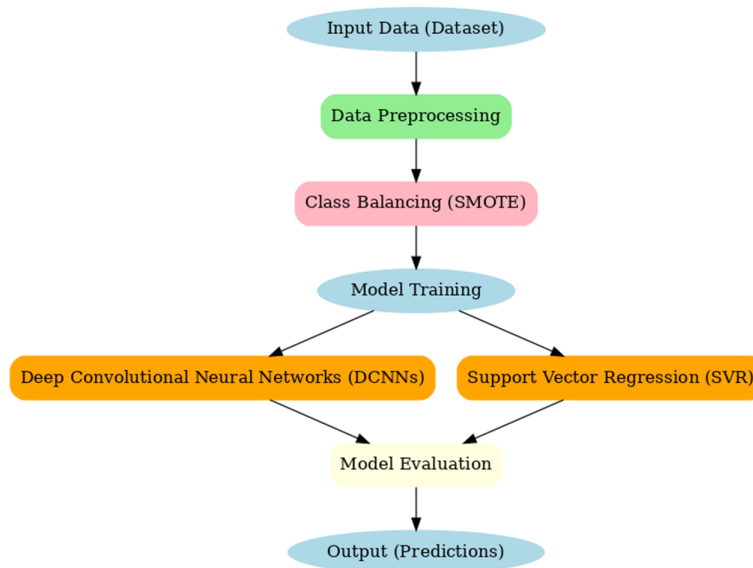 Input Data (Dataset)
Data Preprocessing
Class Balancing (SMOTE)
Model Training
Deep Convolutional Neural Networks (DCNNs)
Support Vector Regression (SVR)
Model Evaluation
Output (Predictions)